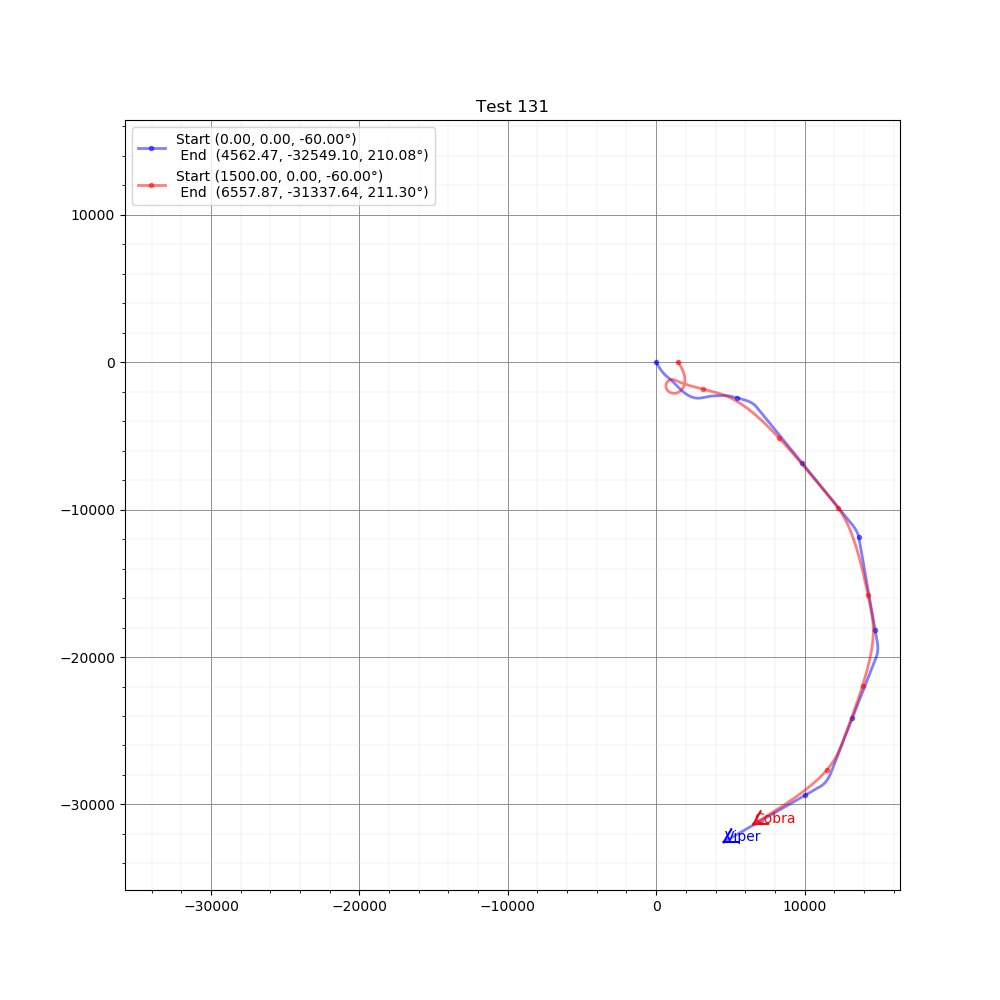 Test 131
Start (0.00, 0.00, -60.00°)
End (4562.47, -32549.10, 210.08°)
Start (1500.00, 0.00, -60.00°)
End (6557.87, -31337.64, 211.30°)
10000
0
−10000
−20000
−30000
Cobra
Viper
−30000
−20000
−10000
0
10000